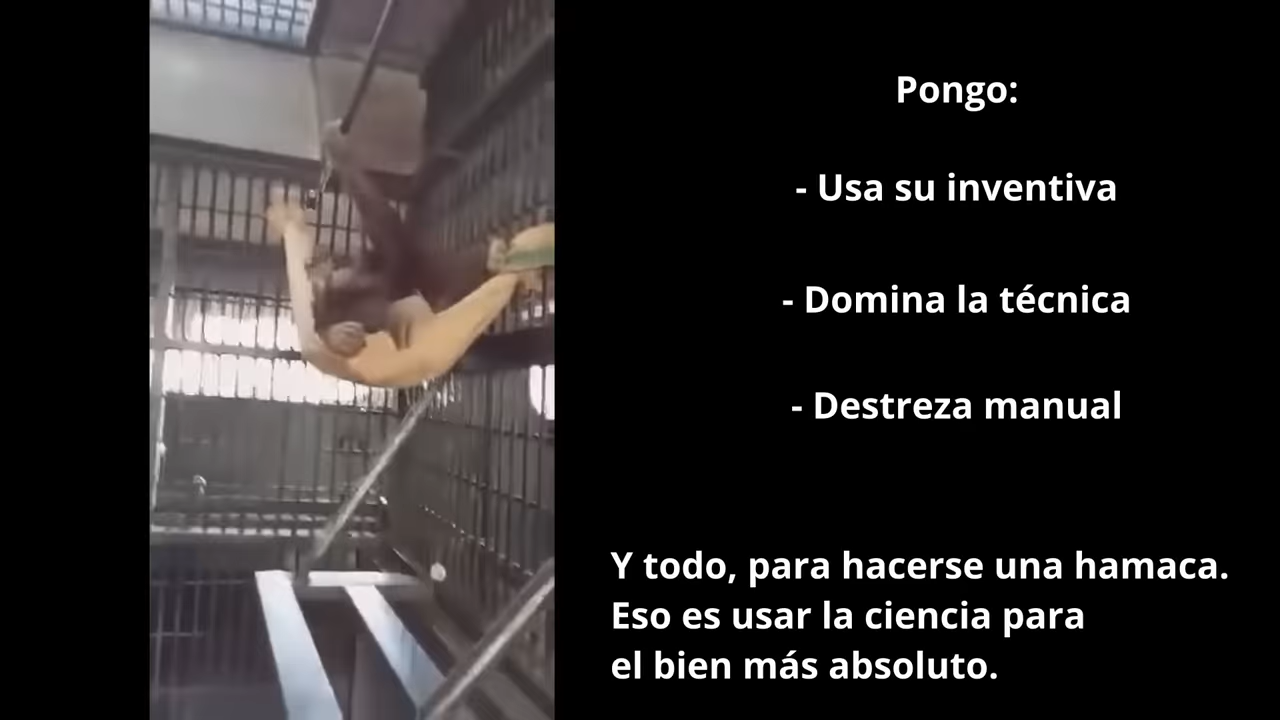 Pongo:
- Usa su inventiva
- Domina la técnica
- Destreza manual
Y todo, para hacerse una hamaca.
Eso es usar la ciencia para
el bien más absoluto.